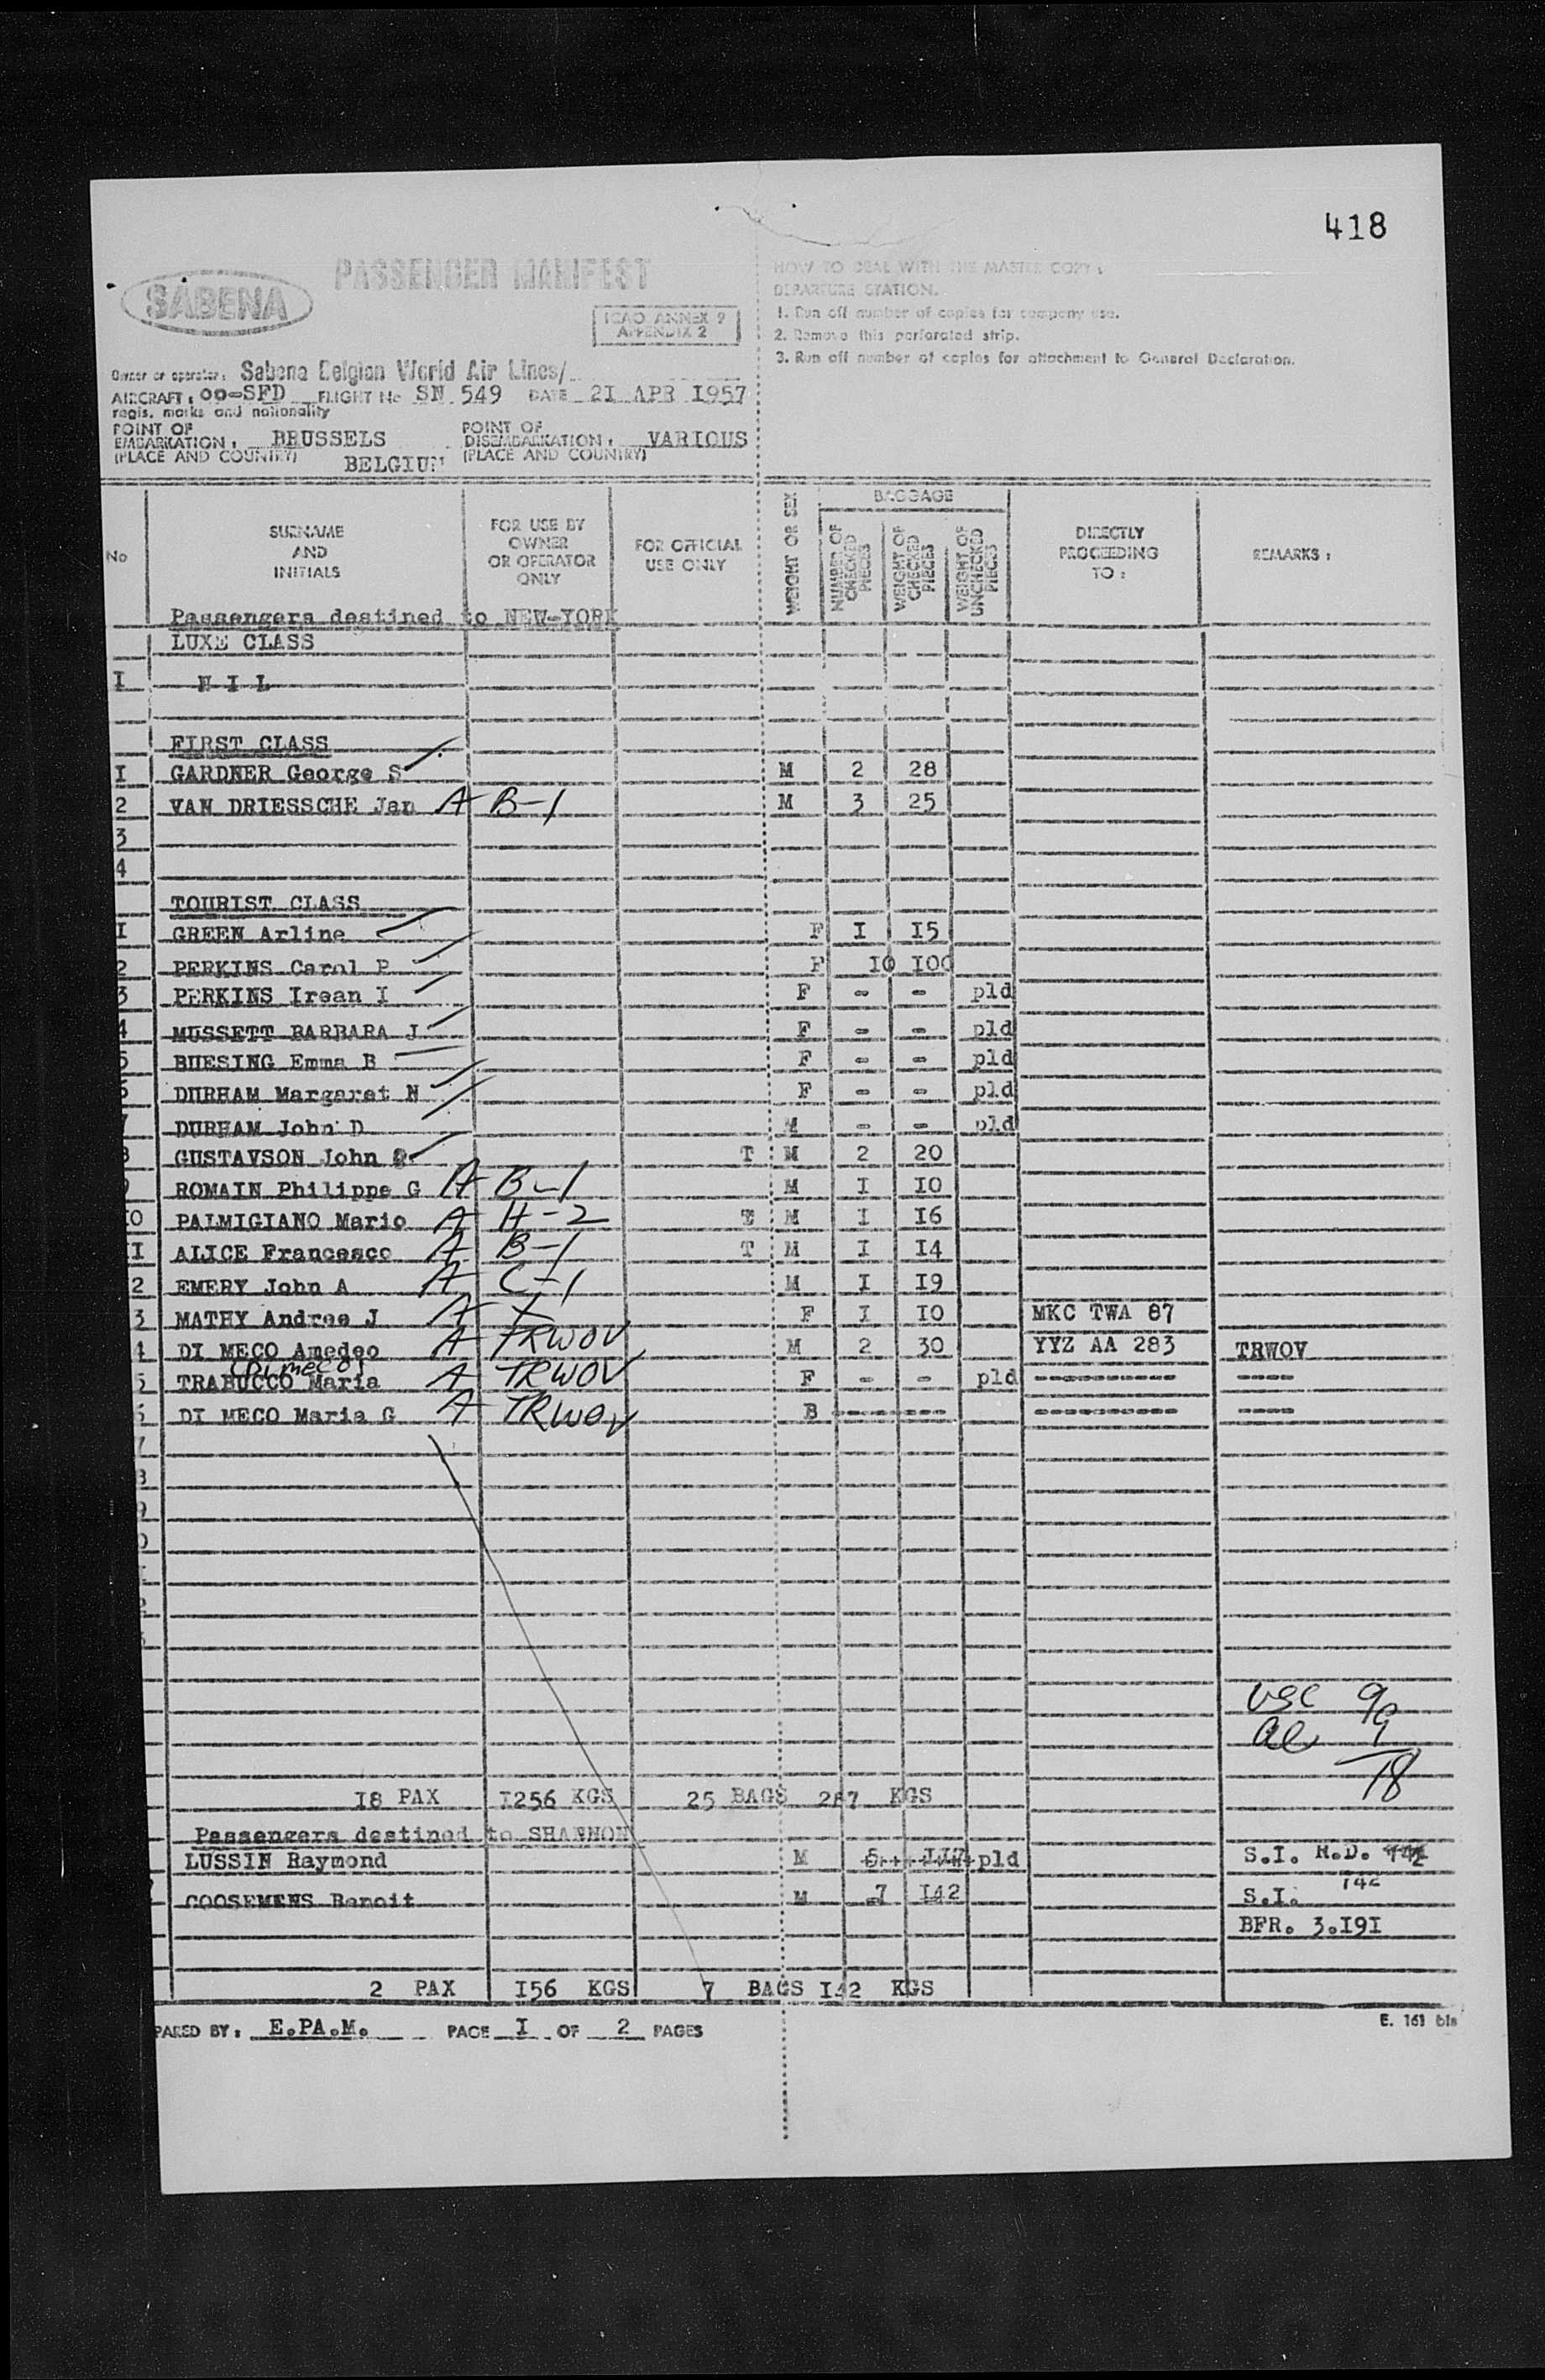 418
SABENA
PASSENGER MANIFEST
ICAO ANNEX 9
APPENDIX 2
HOW TO DEAL WITH THE MASTER COPY :
DEPARTURE STATION.
1. Run off number of copies for company use.
2. Remove this perforated strip.
3. Run off number of copies for attachment to General Declaration.
Owner or operator: Sabena Belgian World Air Lines/
AIRCRAFT : OO-SFD FLIGHT No SN 549 DATE 2I APR I957
regis. marks and nationality
POINT OF EMBARKATION : BRUSSELS POINT OF DISEMBARKATION : VARIOUS
(PLACE AND COUNTRY) BELGIUM (PLACE AND COUNTRY)
No SURNAME AND INITIALS FOR USE BY OWNER OR OPERATOR ONLY FOR OFFICIAL USE ONLY WEIGHT OR SEX BAGGAGE NUMBER OF CHECKED PIECES WEIGHT OF CHECKED PIECES WEIGHT OF UNCHECKED PIECES DIRECTLY PROCEEDING TO : REMARKS :
Passengers destined to NEW-YORK
LUXE CLASS
I N I L
FIRST CLASS
I GARDNER George S M 2 28
2 VAN DRIESSCHE Jan A B-1 M 3 25
3
4
TOURIST CLASS
I GREEN Arline F I I5
2 PERKINS Carol P F I0 I00
3 PERKINS Irean I F - - pld
4 MUSSETT BARBARA J F - - pld
5 BUESING Emma B F - - pld
6 DURHAM Margaret N F - - pld
7 DURHAM John D M - - pld
8 GUSTAVSON John T M 2 20
9 ROMAIN Philippe G A B-1 M I I0
I0 PALMIGIANO Mario A H-2 T M I I6
I ALICE Francesco A B-1 T M I I4
2 EMERY John A A C-1 M I I9
3 MATHY Andree J A X F I I0 MKC TWA 87
4 DI MECO Amedeo A TRWOV M 2 30 YYZ AA 283 TRWOV
(Di meco)
5 TRABUCCO Maria A TRWOV F - - pld ----------- -----
DI MECO Maria G A TRWOV B -------- ----------- -----
usc 9
al 9
18
I8 PAX I256 KGS 25 BAGS 287 KGS
Passengers destined to SHANNON
LUSSIN Raymond M 5 II7 pld S.I. H.D. 142
COOSEMENS Benoit M 7 I42 S.I.
BFR. 3.I9I
2 PAX I56 KGS 7 BAGS I42 KGS
PARED BY : E.PA.M. PAGE I OF 2 PAGES
E. 161 bis